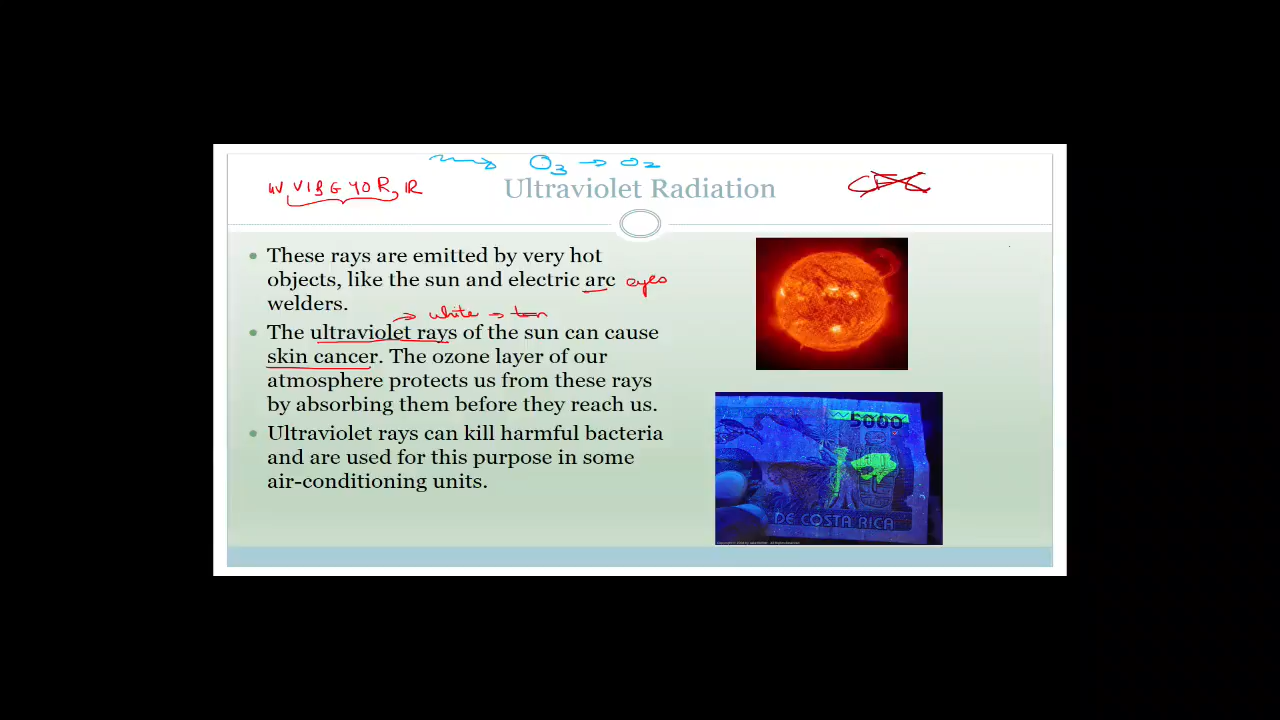 O3 → O2
UV VIBGYOR, IR
Ultraviolet Radiation
CFC
These rays are emitted by very hot
objects, like the sun and electric arc eyes
welders.
→ white → tan
The ultraviolet rays of the sun can cause
skin cancer. The ozone layer of our
atmosphere protects us from these rays
by absorbing them before they reach us.
Ultraviolet rays can kill harmful bacteria
and are used for this purpose in some
air-conditioning units.
5000
DE COSTA RICA